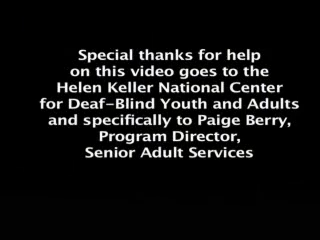 Special thanks for help
on this video goes to the
Helen Keller National Center
for Deaf-Blind Youth and Adults
and specifically to Paige Berry,
Program Director,
Senior Adult Services